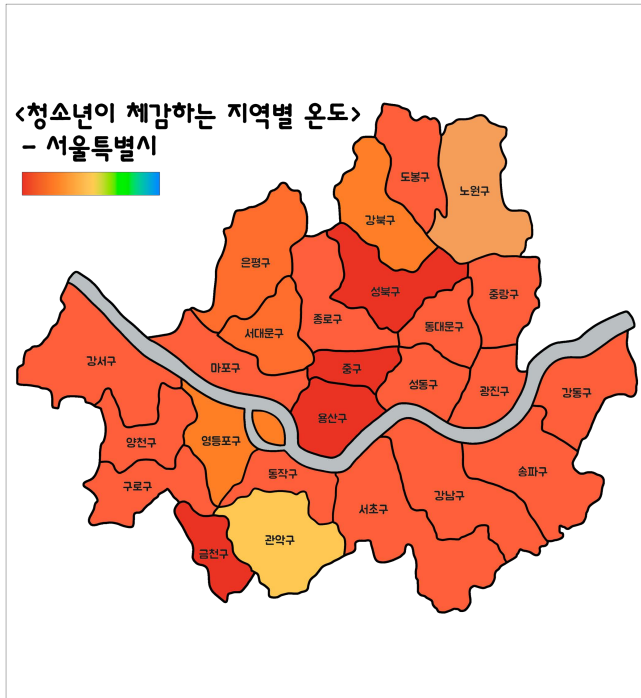 <청소년이 체감하는 지역별 온도>
- 서울특별시
도봉구
노원구
강북구
은평구
성북구
중랑구
종로구
동대문구
서대문구
강서구
마포구
중구
성동구
광진구
강동구
용산구
양천구
영등포구
동작구
송파구
구로구
서초구
강남구
금천구
관악구